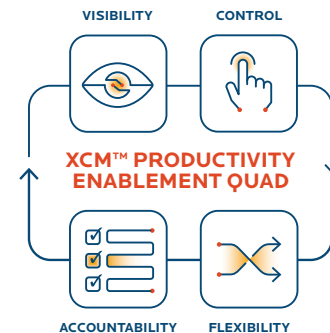 VISIBILITY
CONTROL
XCM™ PRODUCTIVITY
ENABLEMENT QUAD
ACCOUNTABILITY
FLEXIBILITY